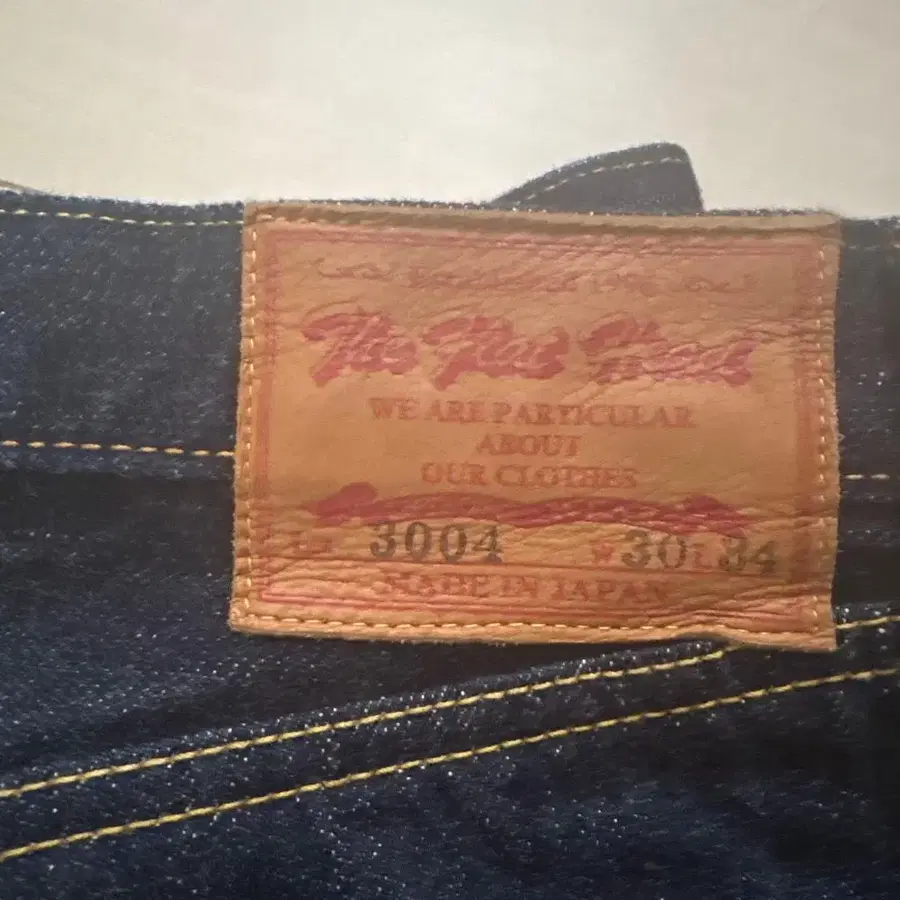 The Flat Head
WE ARE PARTICULAR
ABOUT
OUR CLOTHES
3004 W 30 L 34
MADE IN JAPAN